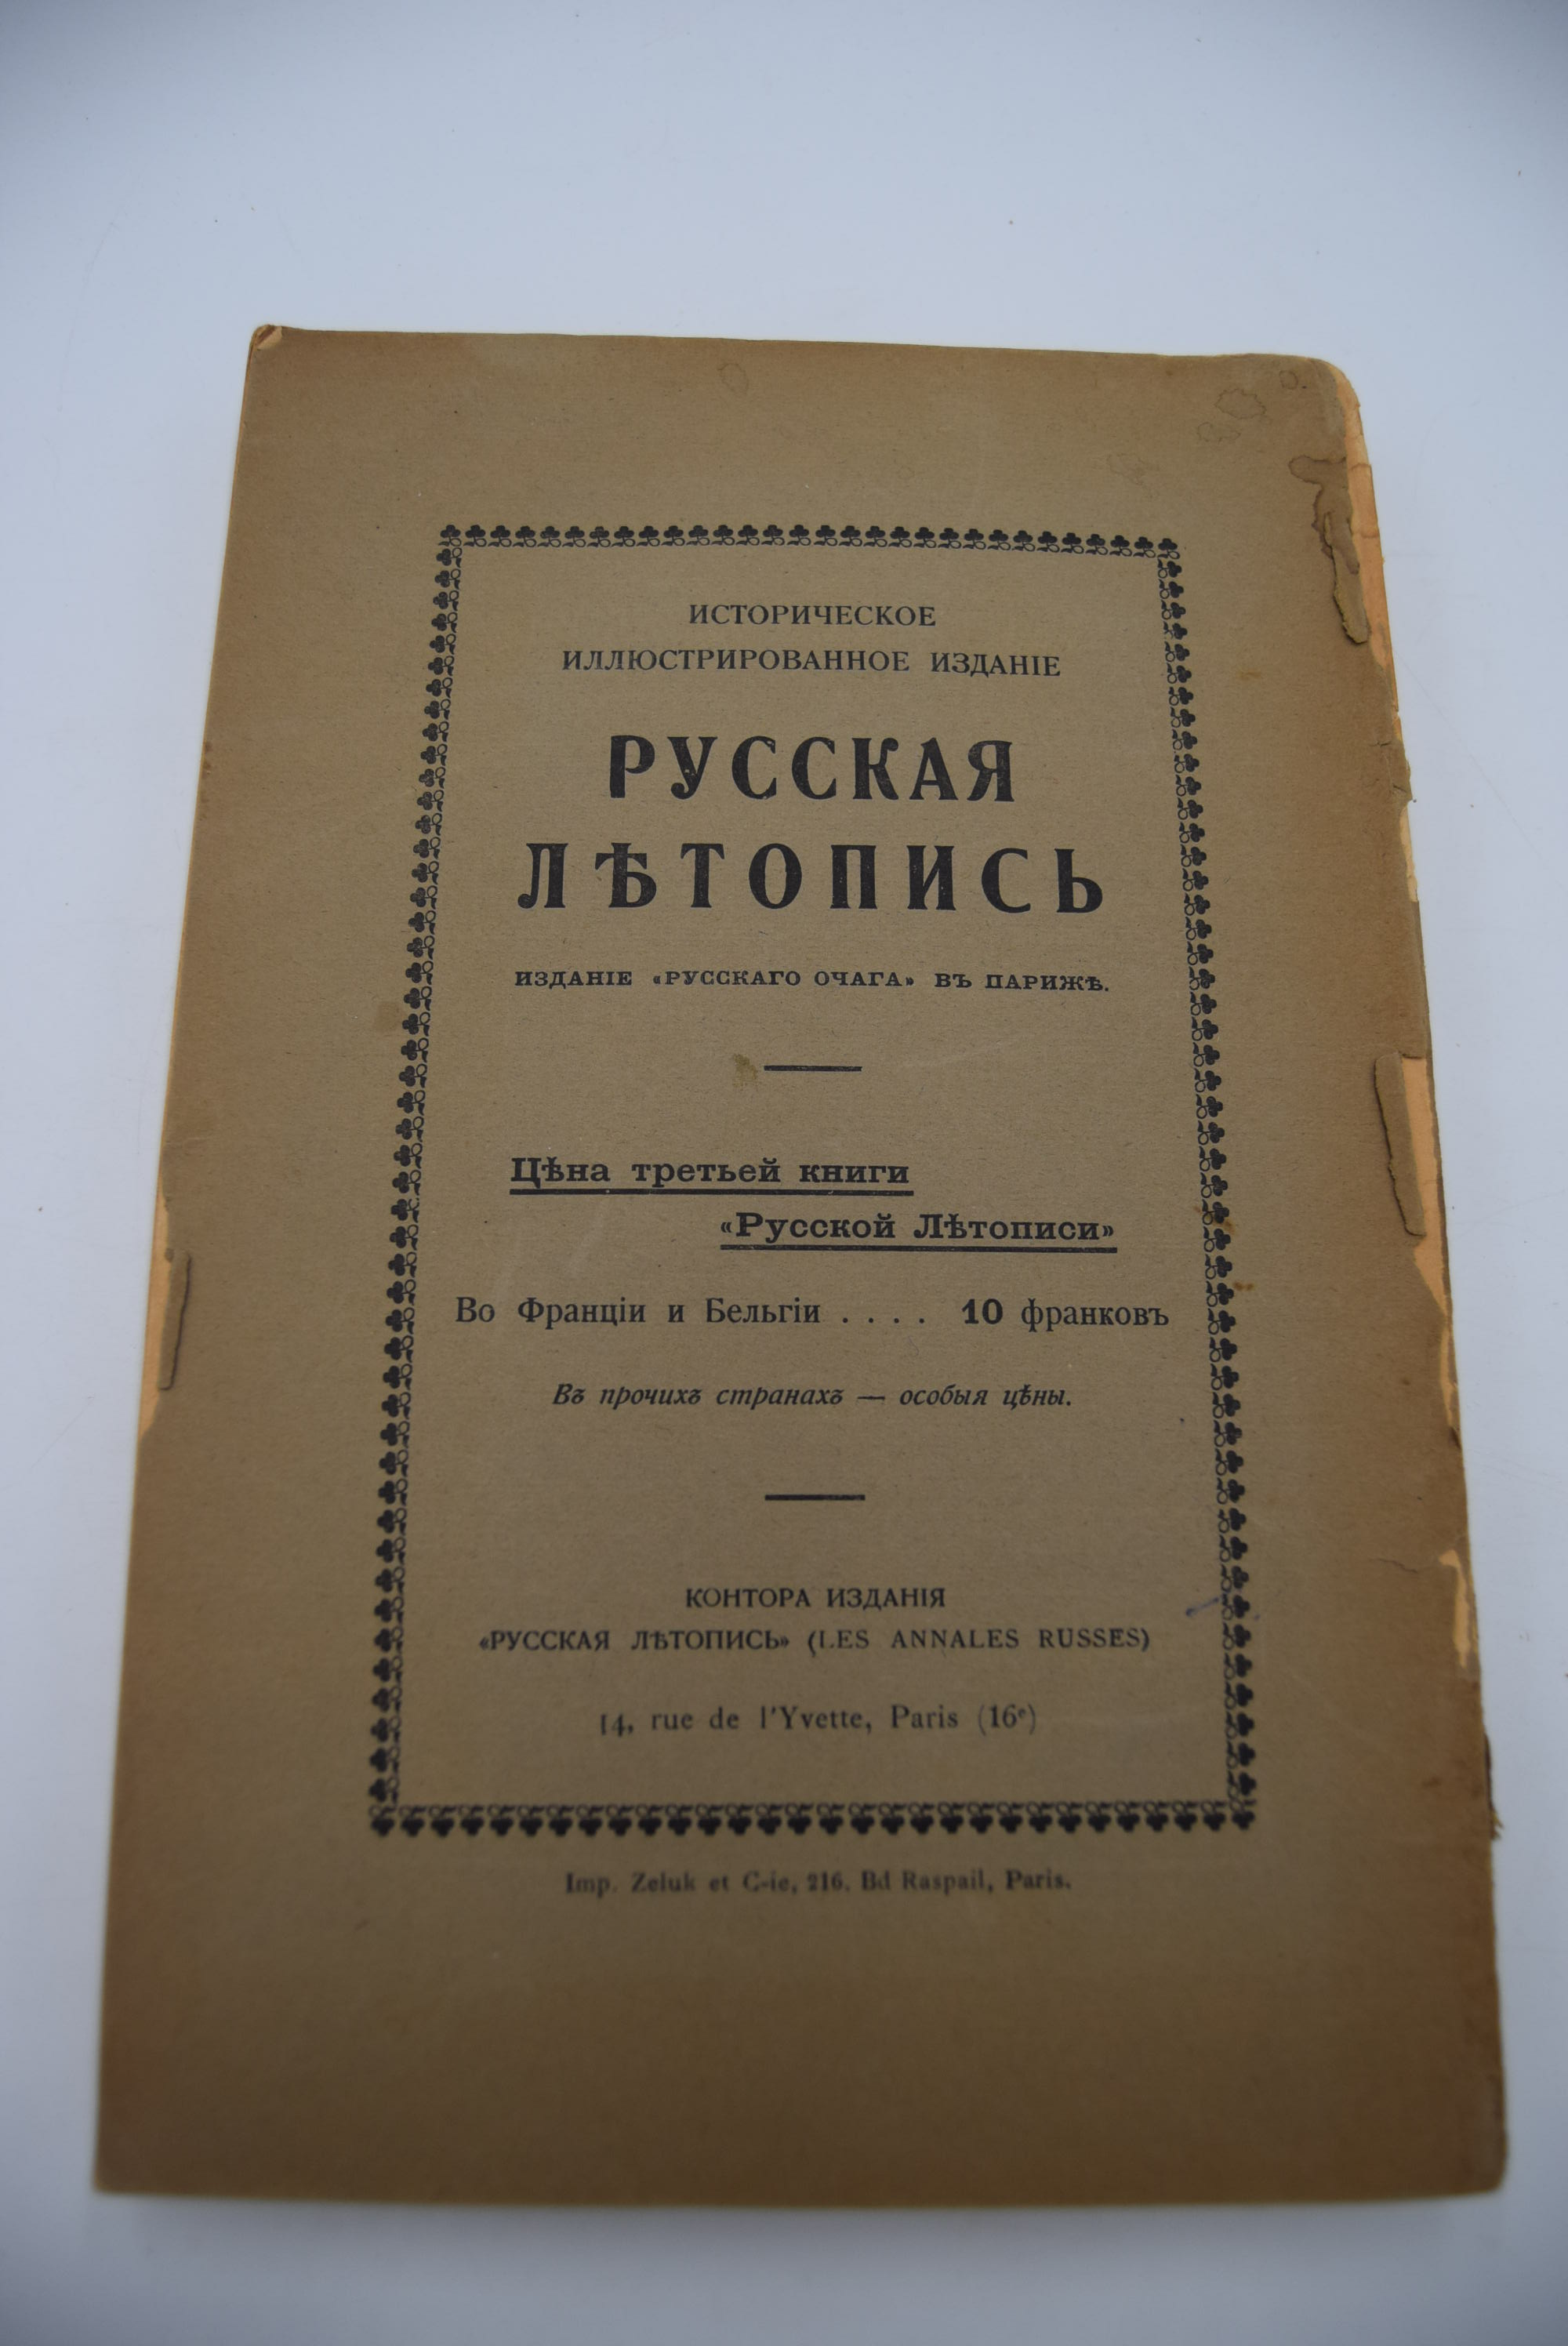 ИСТОРИЧЕСКОЕ
ИЛЛЮСТРИРОВАННОЕ ИЗДАНІЕ
РУССКАЯ
ЛѢТОПИСЬ
ИЗДАНІЕ «РУССКАГО ОЧАГА» ВЪ ПАРИЖѢ.
Цѣна третьей книги
«Русской Лѣтописи»
Во Франціи и Бельгіи . . . . 10 франковъ
Въ прочихъ странахъ — особыя цѣны.
КОНТОРА ИЗДАНІЯ
«РУССКАЯ ЛѢТОПИСЬ» (LES ANNALES RUSSES)
14, rue de l'Yvette, Paris (16e)
Imp. Zeluk et C-ie, 216. Bd Raspail, Paris.